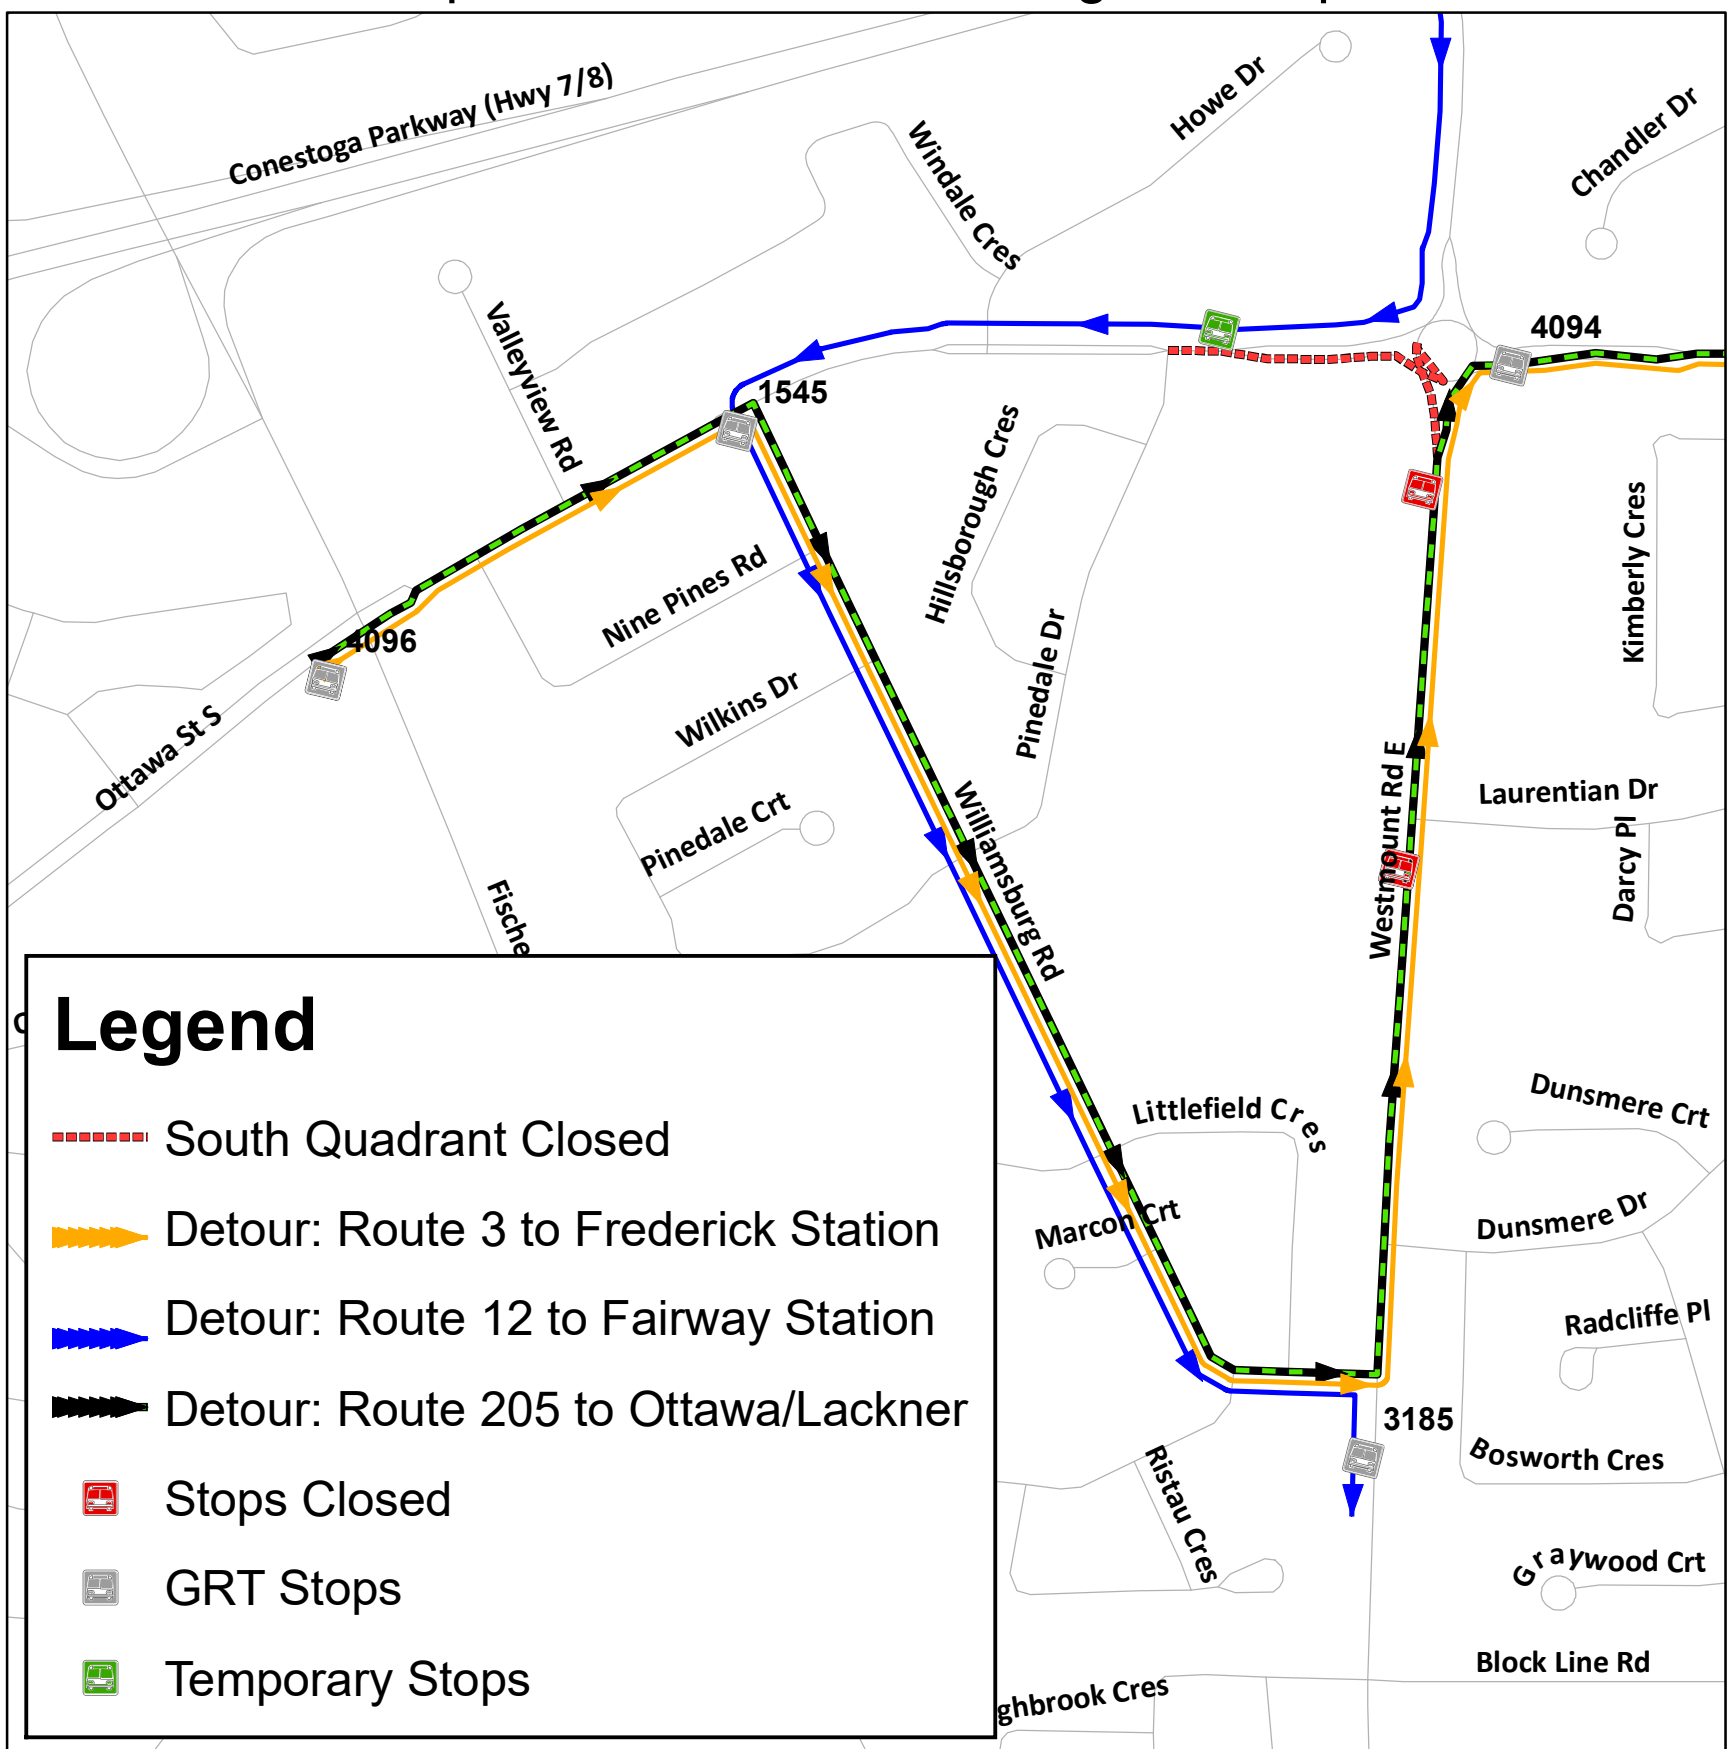 Conestoga Parkway (Hwy 7/8)
Howe Dr
Chandler Dr
Windale Cres
Valleyview Rd
4094
1545
Hillsborough Cres
Kimberly Cres
Nine Pines Rd
4096
Pinedale Dr
Wilkins Dr
Ottawa St S
Westmount Rd E
Laurentian Dr
Pinedale Crt
Williamsburg Rd
Darcy Pl
Fische
Legend
South Quadrant Closed
Detour: Route 3 to Frederick Station
Detour: Route 12 to Fairway Station
Detour: Route 205 to Ottawa/Lackner
Stops Closed
GRT Stops
Temporary Stops
Littlefield Cres
Dunsmere Crt
Marcon Crt
Dunsmere Dr
Radcliffe Pl
3185
Bosworth Cres
Ristau Cres
Graywood Crt
Block Line Rd
ghbrook Cres